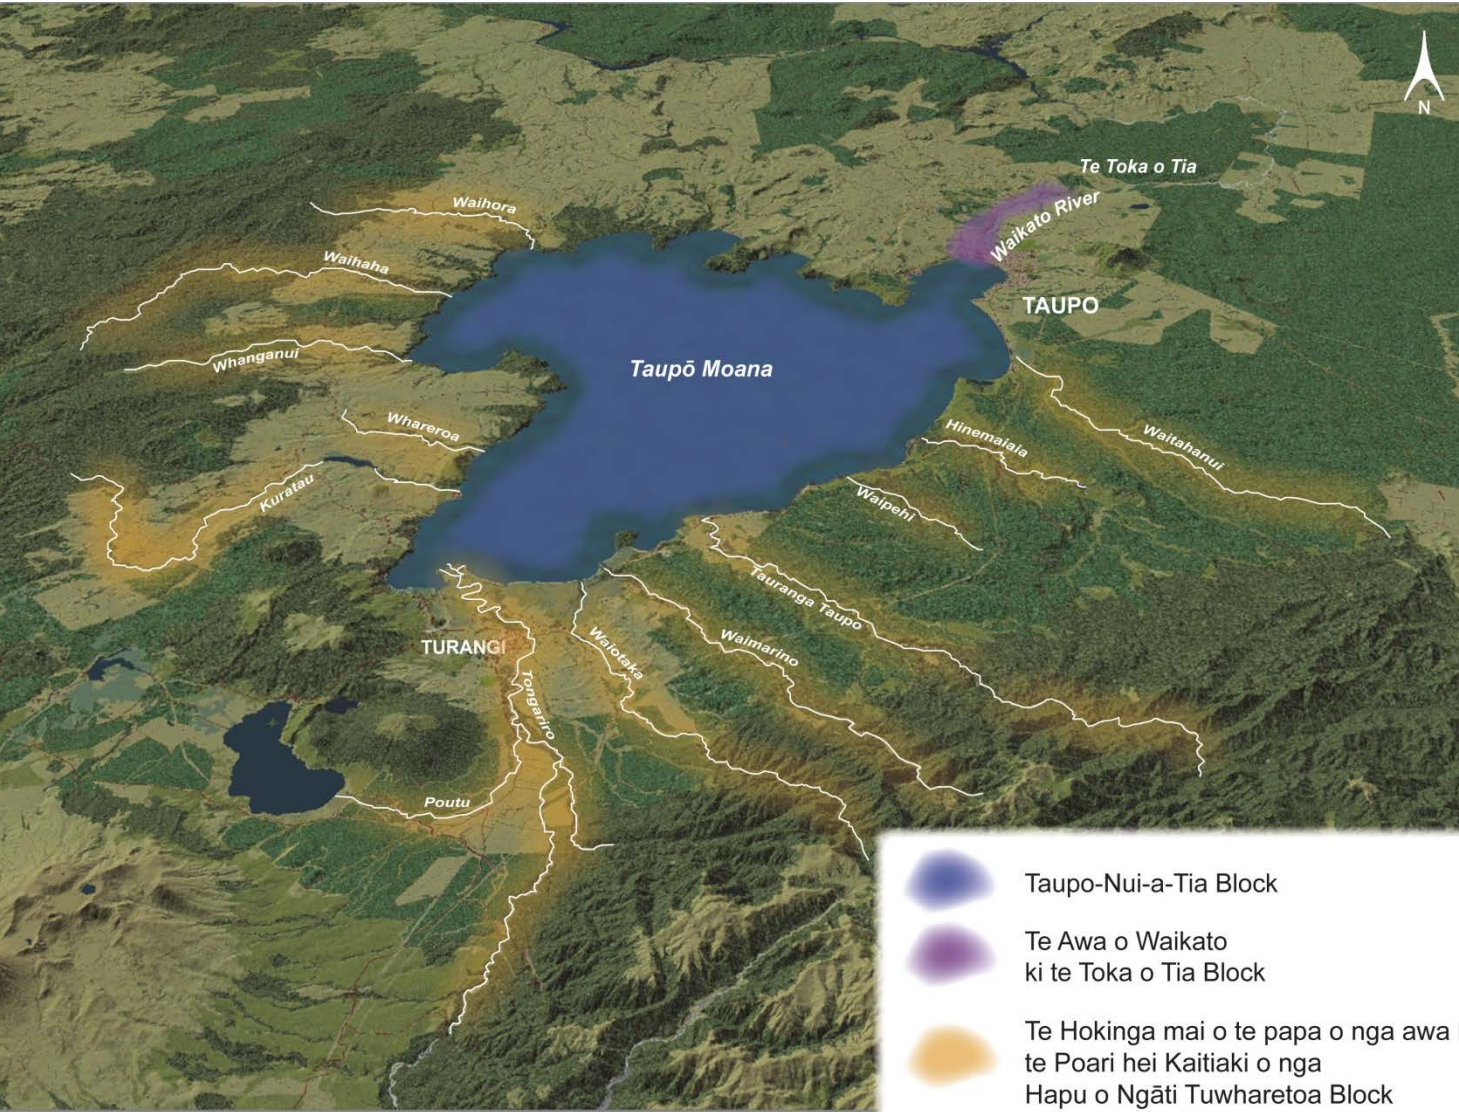 N
Te Toka o Tia
Waikato River
Waihora
Waihaha
TAUPO
Whanganui
Taupō Moana
Whareroa
Waitahanui
Hinemaiaia
Kuratau
Waipehi
Tauranga Taupo
Waimarino
Waiotaka
TURANGI
Tongariro
Poutu
Taupo-Nui-a-Tia Block
Te Awa o Waikato
ki te Toka o Tia Block
Te Hokinga mai o te papa o nga awa
te Poari hei Kaitiaki o nga
Hapu o Ngāti Tuwharetoa Block